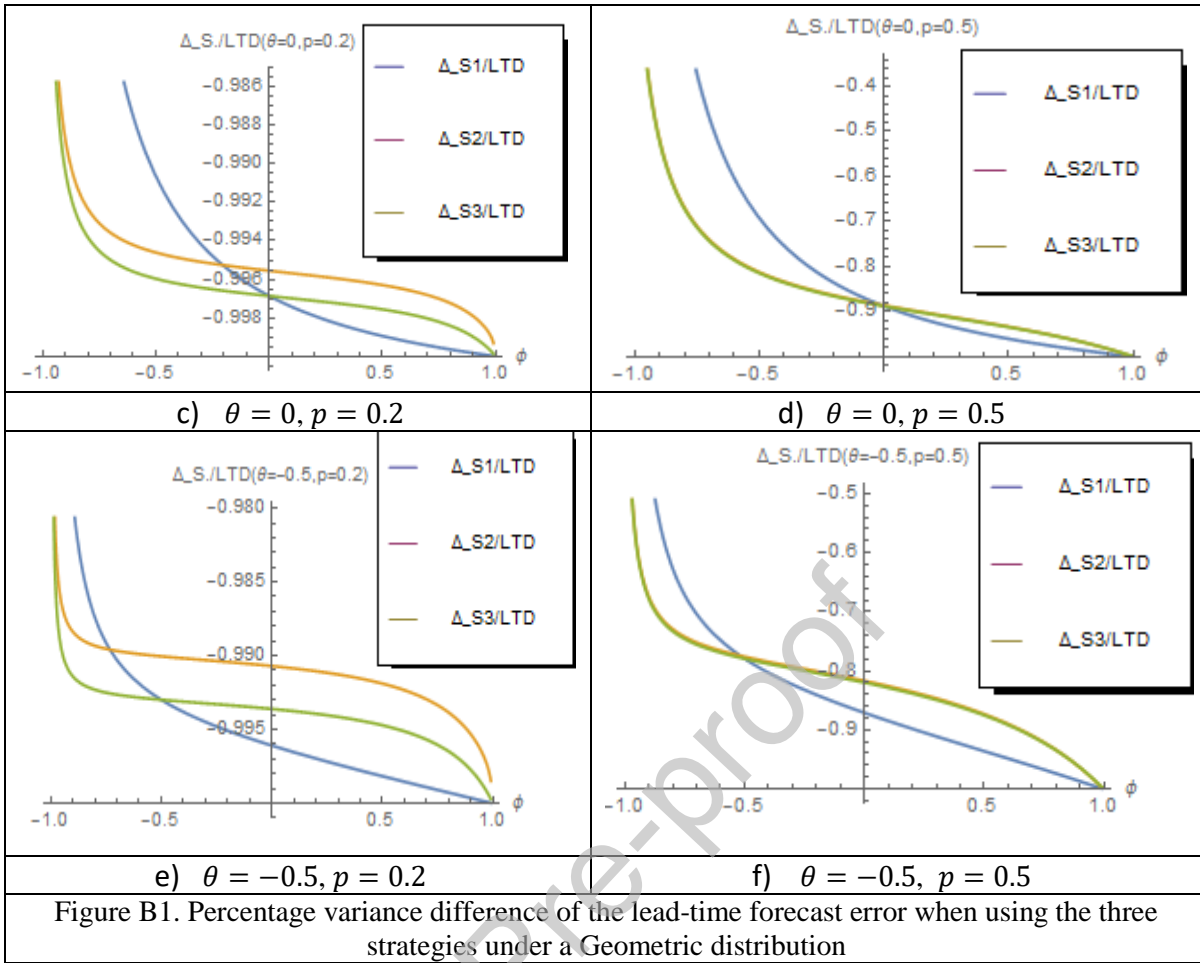 Δ_S./LTD(θ=0,p=0.2)
-0.986
-0.988
-0.990
-0.992
-0.994
-0.996
-0.998
-1.0
-0.5
0.5
1.0
ϕ
Δ_S1/LTD
Δ_S2/LTD
Δ_S3/LTD
c) θ = 0, p = 0.2
Δ_S./LTD(θ=0,p=0.5)
-0.4
-0.5
-0.6
-0.7
-0.8
-0.9
-1.0
-0.5
0.5
1.0
ϕ
Δ_S1/LTD
Δ_S2/LTD
Δ_S3/LTD
d) θ = 0, p = 0.5
Δ_S./LTD(θ=-0.5,p=0.2)
-0.980
-0.985
-0.990
-0.995
-1.0
-0.5
0.5
1.0
ϕ
Δ_S1/LTD
Δ_S2/LTD
Δ_S3/LTD
e) θ = −0.5, p = 0.2
Δ_S./LTD(θ=-0.5,p=0.5)
-0.5
-0.6
-0.7
-0.8
-0.9
-1.0
-0.5
0.5
1.0
ϕ
Δ_S1/LTD
Δ_S2/LTD
Δ_S3/LTD
f) θ = −0.5, p = 0.5
Pre-proof
Figure B1. Percentage variance difference of the lead-time forecast error when using the three
strategies under a Geometric distribution